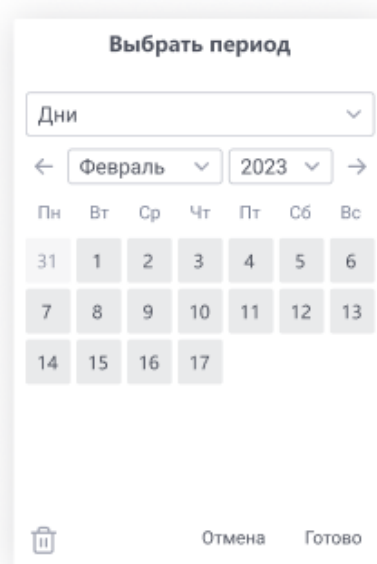 Выбрать период
Дни
Февраль 2023
Пн Вт Ср Чт Пт Сб Вс
31 1 2 3 4 5 6
7 8 9 10 11 12 13
14 15 16 17
Отмена Готово